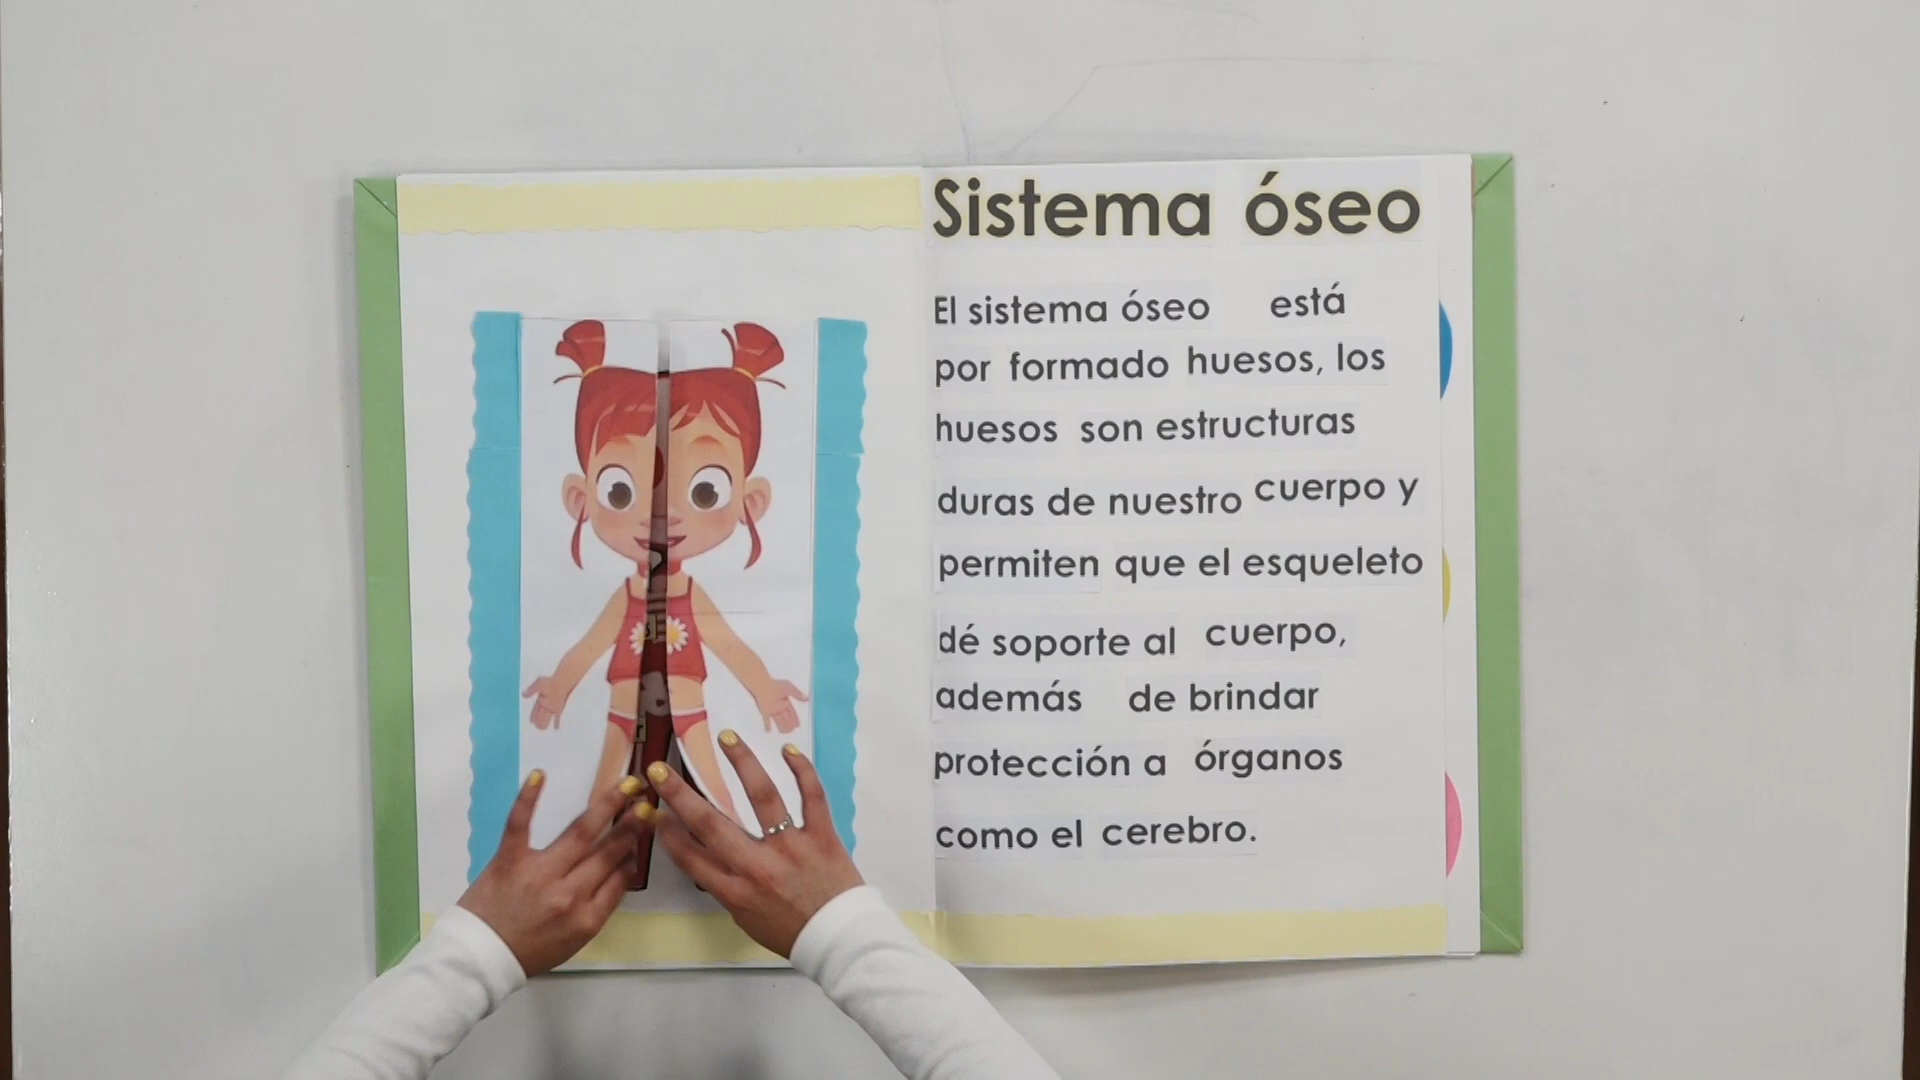 Sistema óseo
El sistema óseo está
por formado huesos, los
huesos son estructuras
duras de nuestro cuerpo y
permiten que el esqueleto
dé soporte al cuerpo,
además de brindar
protección a órganos
como el cerebro.